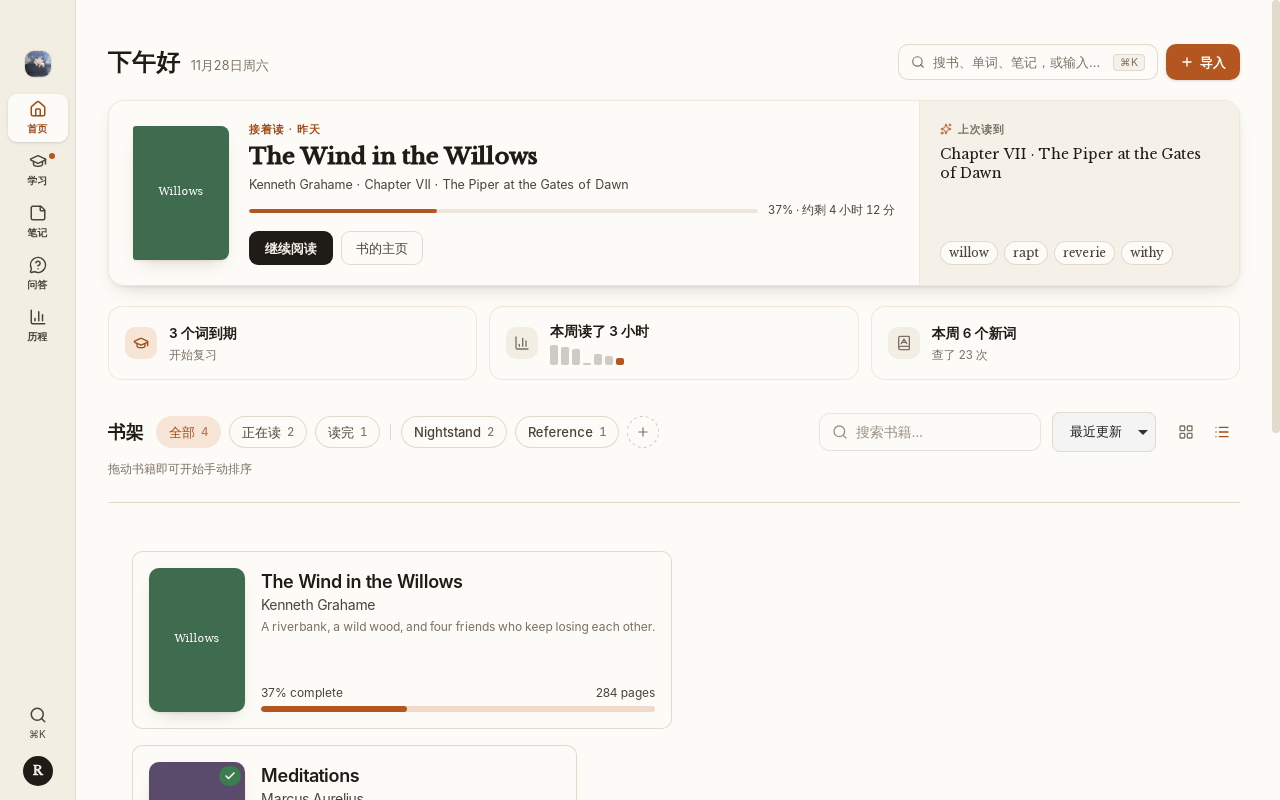 首页
学习
笔记
问答
历程
⌘K
R
下午好 11月28日周六
搜书、单词、笔记，或输入... ⌘K
导入
Willows
接着读 · 昨天
The Wind in the Willows
Kenneth Grahame · Chapter VII · The Piper at the Gates of Dawn
37% · 约剩 4 小时 12 分
继续阅读 书的主页
上次读到
Chapter VII · The Piper at the Gates
of Dawn
willow rapt reverie withy
3 个词到期
开始复习
本周读了 3 小时
本周 6 个新词
查了 23 次
书架 全部 4 正在读 2 读完 1 Nightstand 2 Reference 1
搜索书籍... 最近更新
拖动书籍即可开始手动排序
Willows
The Wind in the Willows
Kenneth Grahame
A riverbank, a wild wood, and four friends who keep losing each other.
37% complete 284 pages
Meditations
Marcus Aurelius